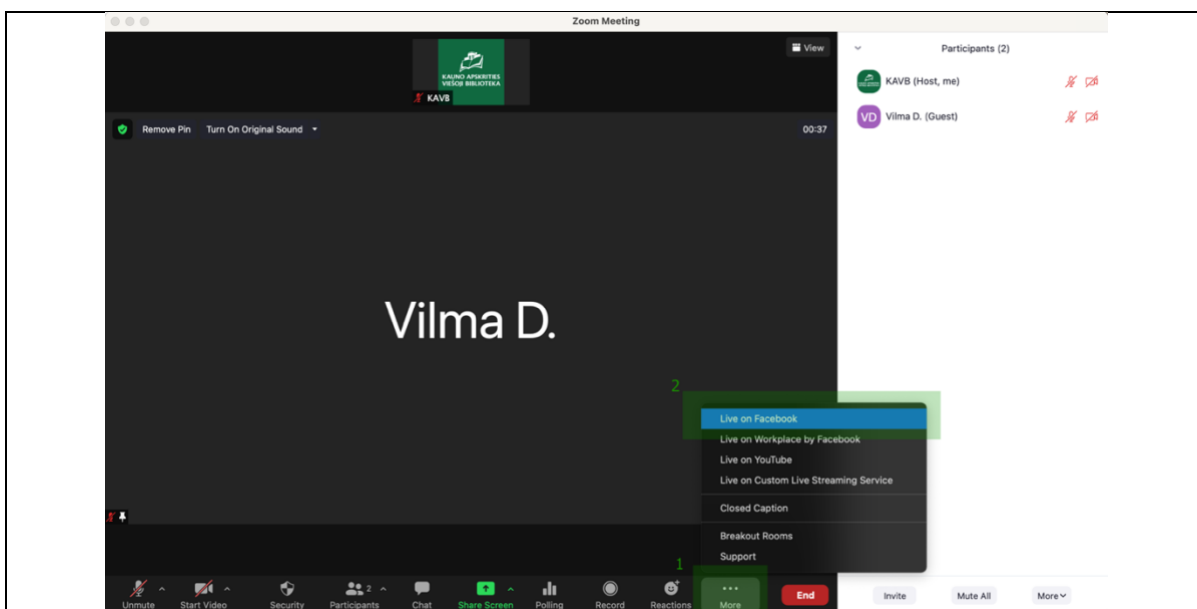 Zoom Meeting
KAUNO APSKRITIES
VIEŠOJI BIBLIOTEKA
KAVB
View
Remove Pin Turn On Original Sound
00:37
Vilma D.
2
Live on Facebook
Live on Workplace by Facebook
Live on YouTube
Live on Custom Live Streaming Service
Closed Caption
Breakout Rooms
Support
1
Unmute Start Video Security Participants 2 Chat Share Screen Polling Record Reactions More End
Participants (2)
KAVB (Host, me)
VD Vilma D. (Guest)
Invite Mute All More